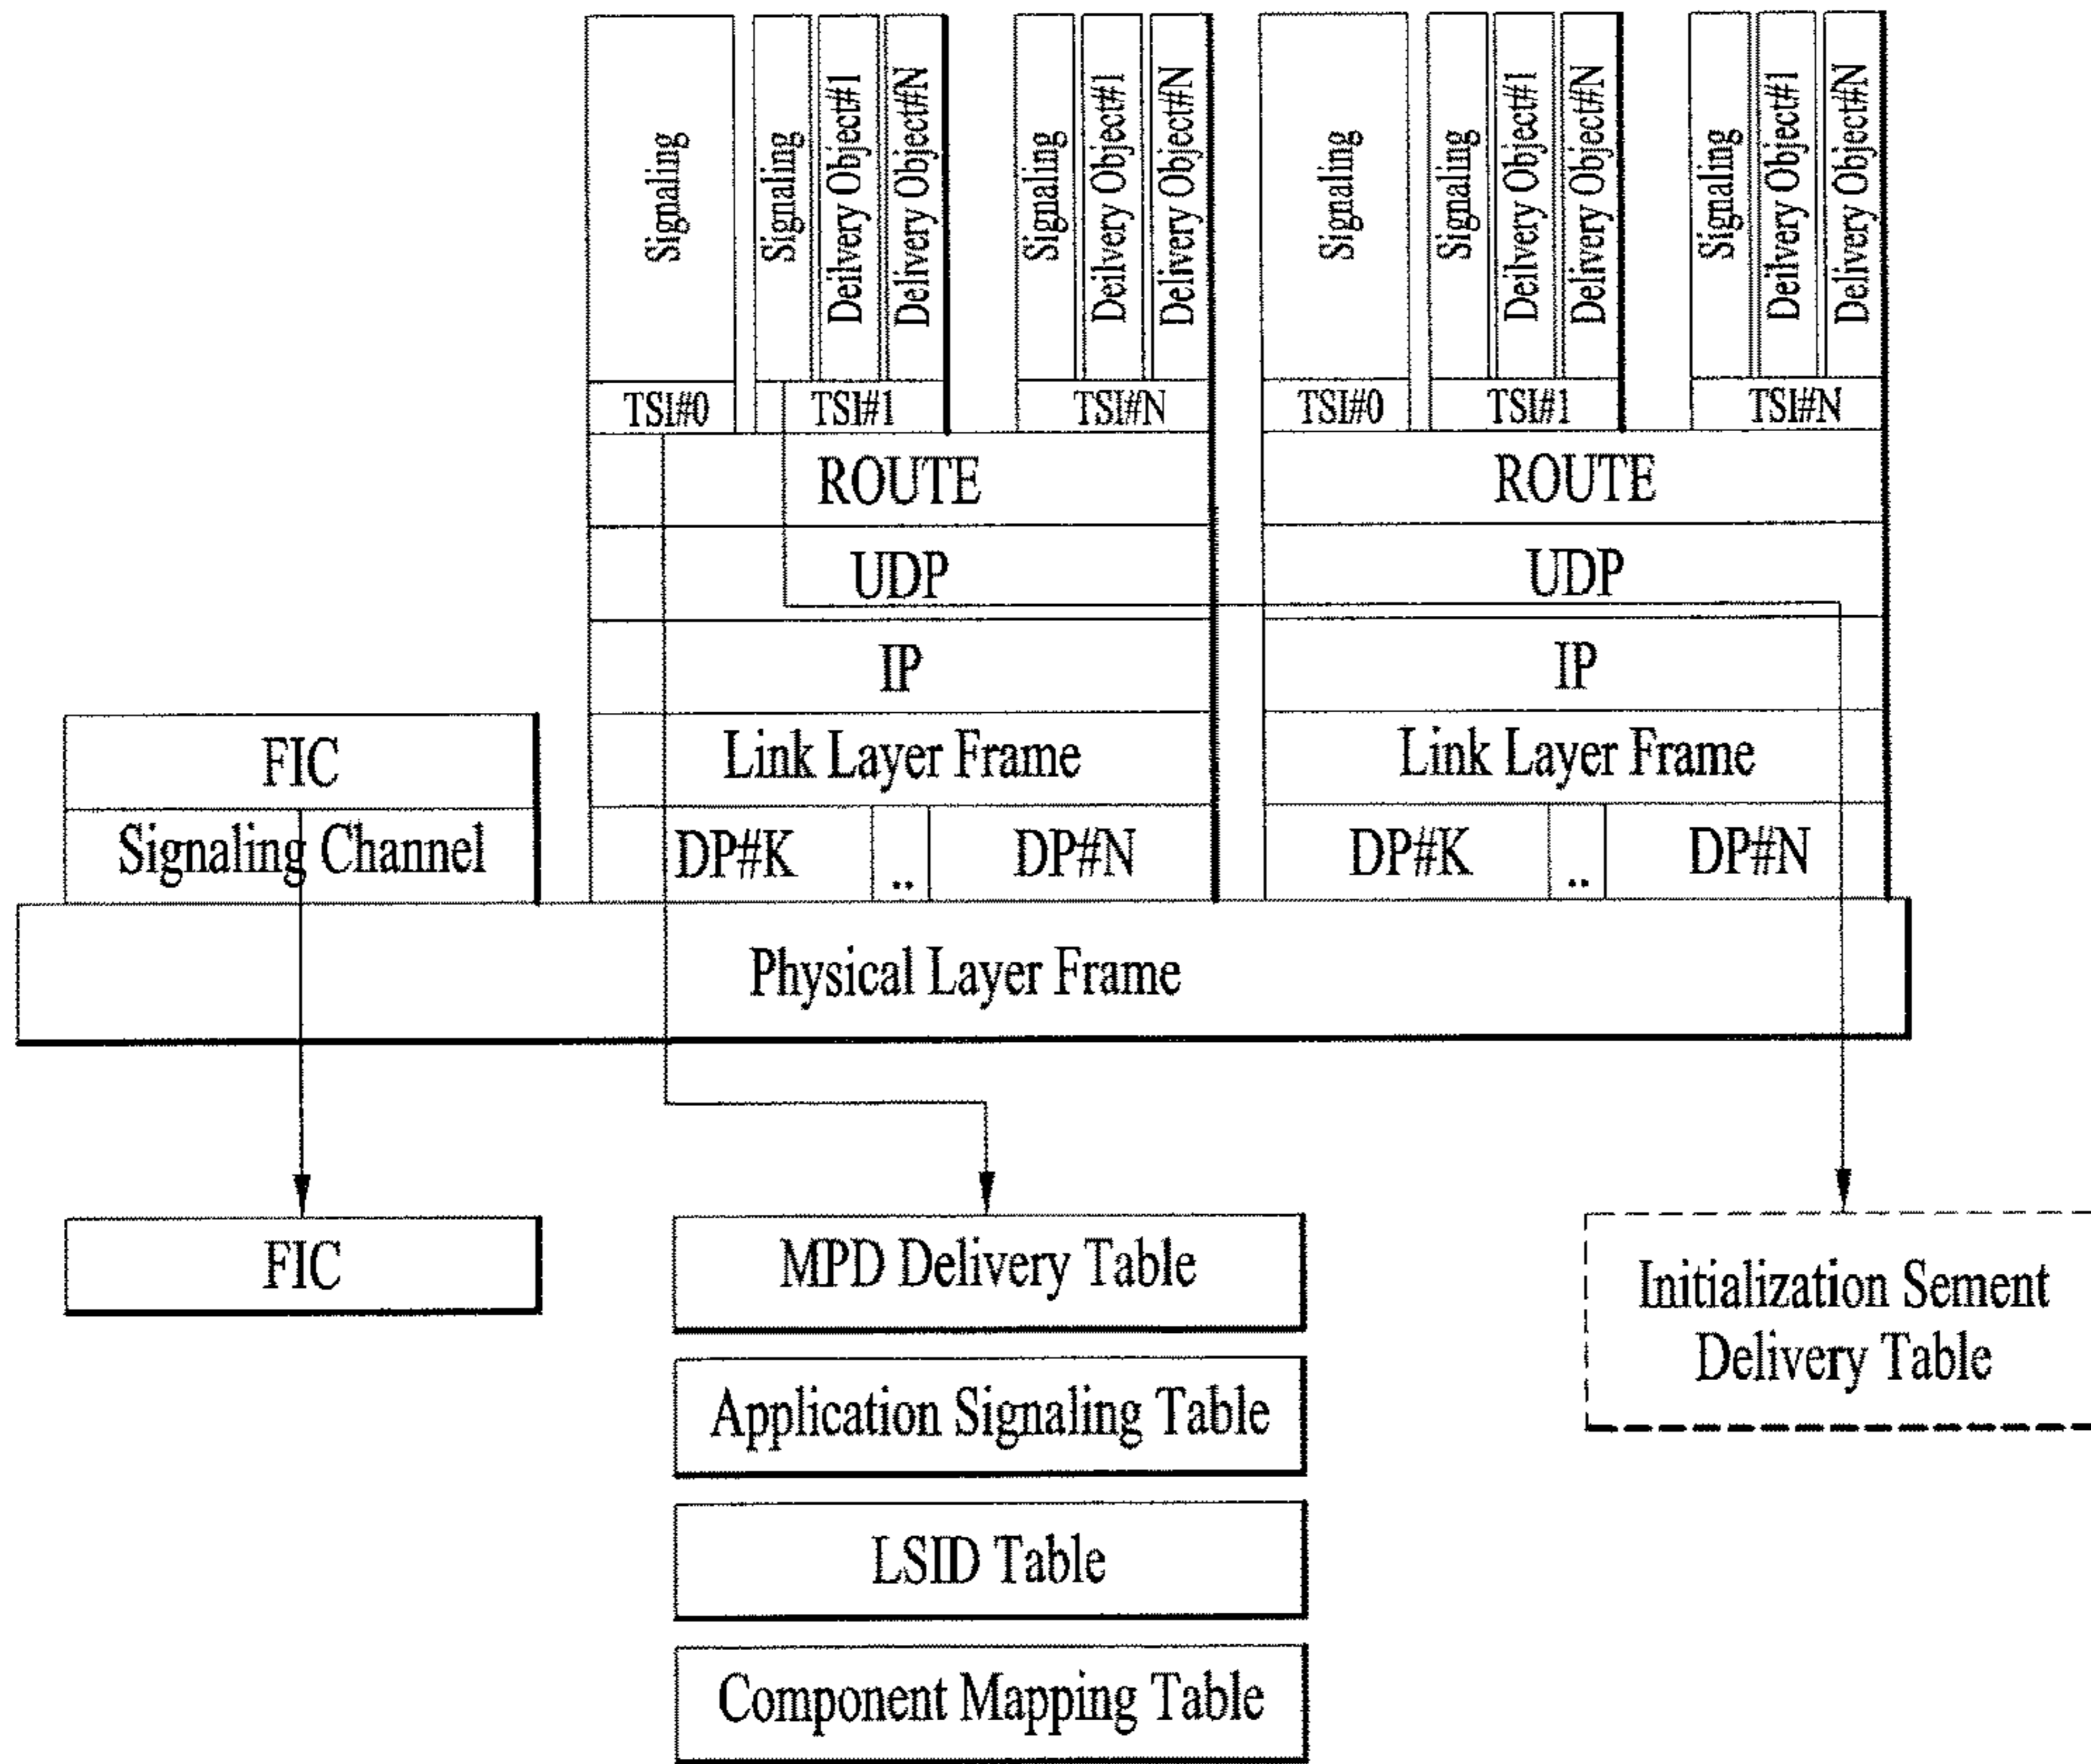 Signaling
Signaling
Deilvery Object#1
Delivery Object#N
Signaling
Deilvery Object#1
Delivery Object#N
Signaling
Signaling
Deilvery Object#1
Delivery Object#N
Signaling
Deilvery Object#1
Delivery Object#N
TSI#0
TSI#1
TSI#N
TSI#0
TSI#1
TSI#N
ROUTE
ROUTE
UDP
UDP
IP
IP
FIC
Link Layer Frame
Link Layer Frame
Signaling Channel
DP#K
..
DP#N
DP#K
..
DP#N
Physical Layer Frame
FIC
MPD Delivery Table
Initialization Sement
Delivery Table
Application Signaling Table
LSID Table
Component Mapping Table